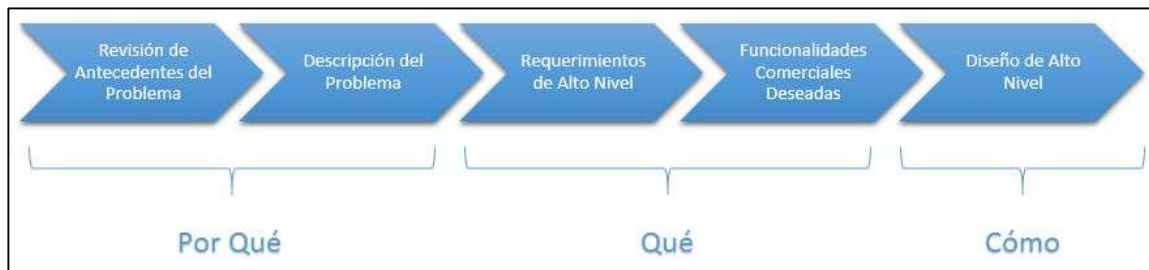 Revisión de
Antecedentes del
Problema
Descripción del
Problema
Requerimientos
de Alto Nivel
Funcionalidades
Comerciales
Deseadas
Diseño de Alto
Nivel
Por Qué
Qué
Cómo